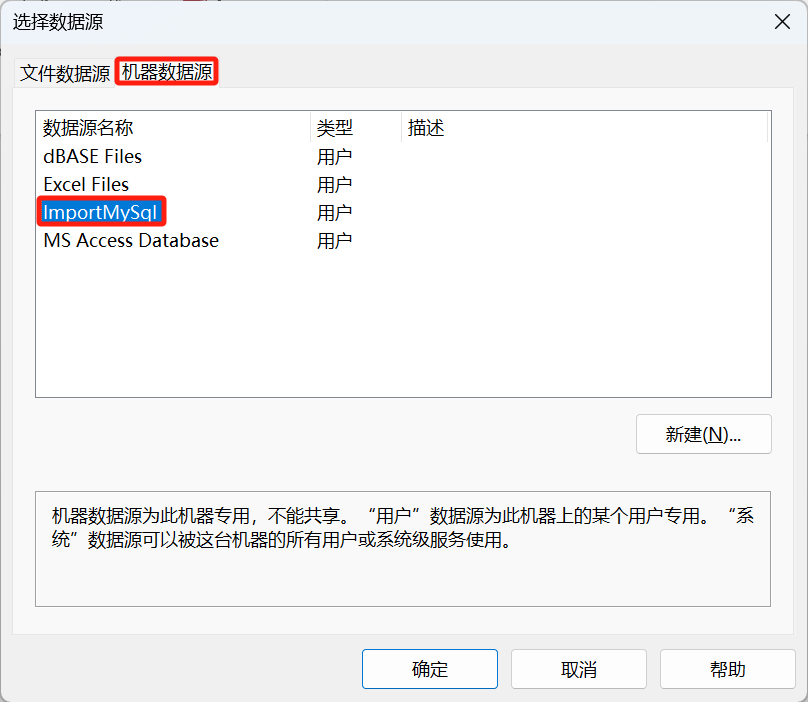 选择数据源
文件数据源 机器数据源
数据源名称 类型 描述
dBASE Files 用户
Excel Files 用户
ImportMySql 用户
MS Access Database 用户
新建(N)...
机器数据源为此机器专用，不能共享。“用户”数据源为此机器上的某个用户专用。“系
统”数据源可以被这台机器的所有用户或系统级服务使用。
确定 取消 帮助